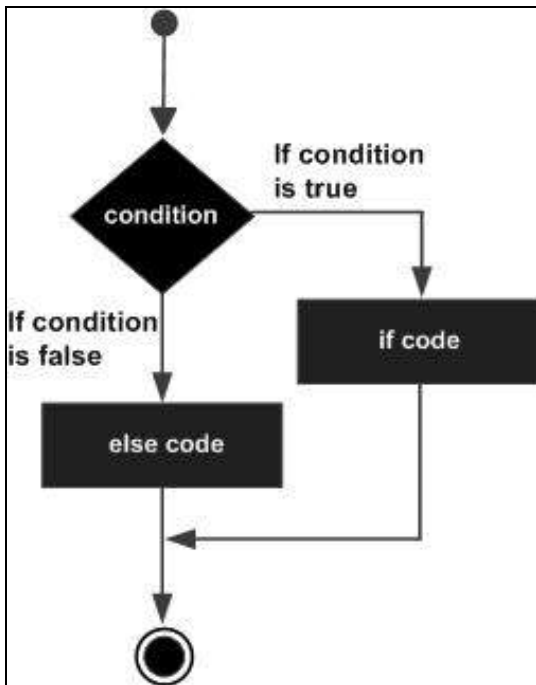 condition
If condition
is true
if code
If condition
is false
else code